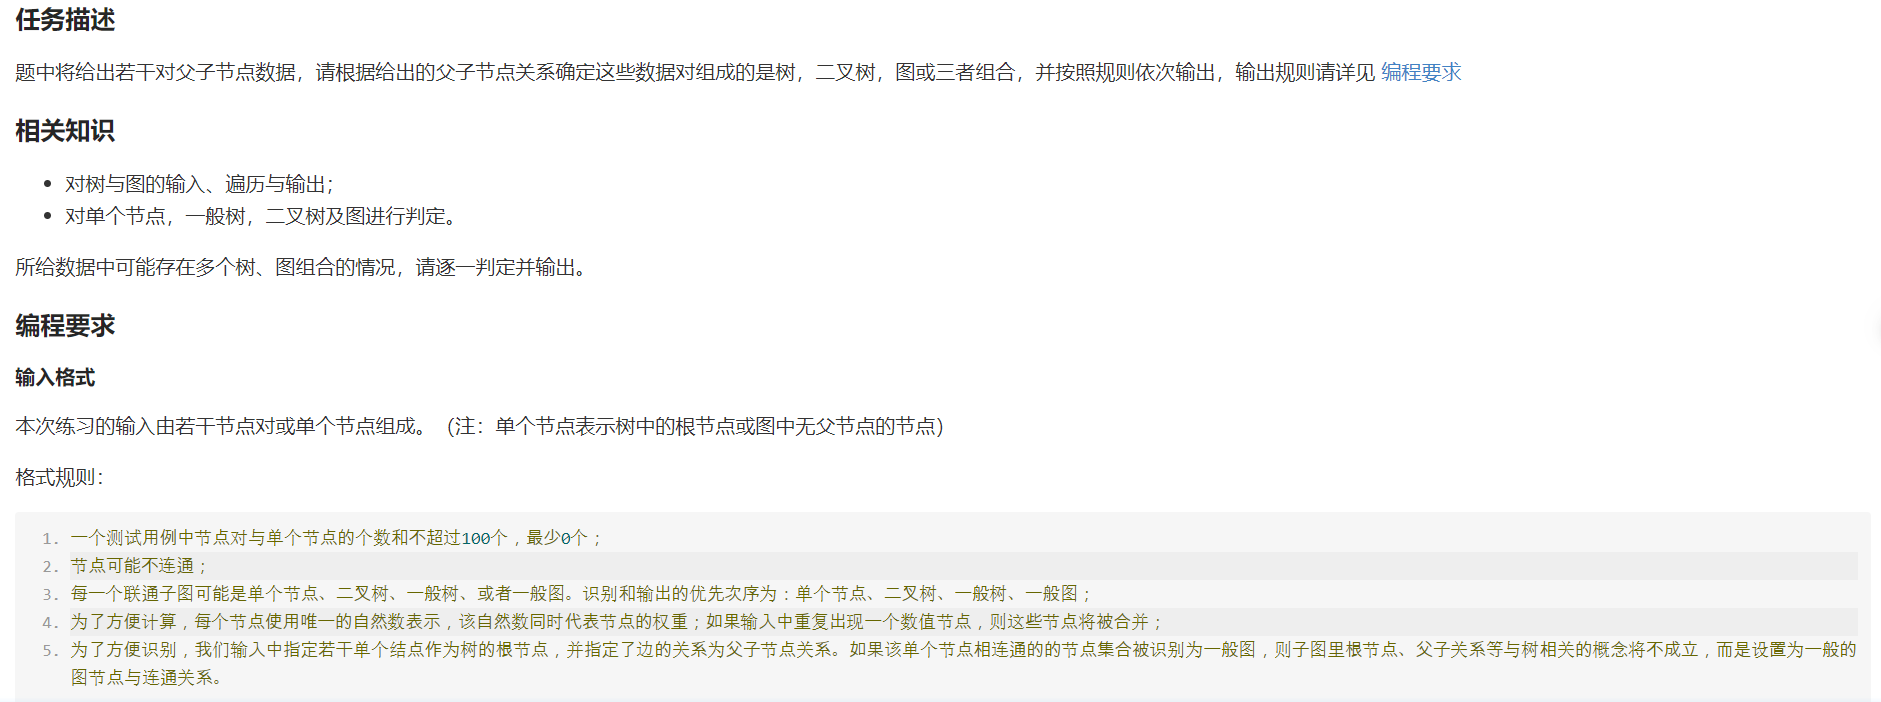 任务描述
题中将给出若干对父子节点数据，请根据给出的父子节点关系确定这些数据对组成的是树，二叉树，图或三者组合，并按照规则依次输出，输出规则请详见 编程要求
相关知识
• 对树与图的输入、遍历与输出；
• 对单个节点，一般树，二叉树及图进行判定。
所给数据中可能存在多个树、图组合的情况，请逐一判定并输出。
编程要求
输入格式
本次练习的输入由若干节点对或单个节点组成。（注：单个节点表示树中的根节点或图中无父节点的节点）
格式规则：
1. 一个测试用例中节点对与单个节点的个数和不超过100个，最少0个；
2. 节点可能不连通；
3. 每一个联通子图可能是单个节点、二叉树、一般树、或者一般图。识别和输出的优先次序为：单个节点、二叉树、一般树、一般图；
4. 为了方便计算，每个节点使用唯一的自然数表示，该自然数同时代表节点的权重；如果输入中重复出现一个数值节点，则这些节点将被合并；
5. 为了方便识别，我们输入中指定若干单个结点作为树的根节点，并指定了边的关系为父子节点关系。如果该单个节点相连通的的节点集合被识别为一般图，则子图里根节点、父子关系等与树相关的概念将不成立，而是设置为一般的
图节点与连通关系。